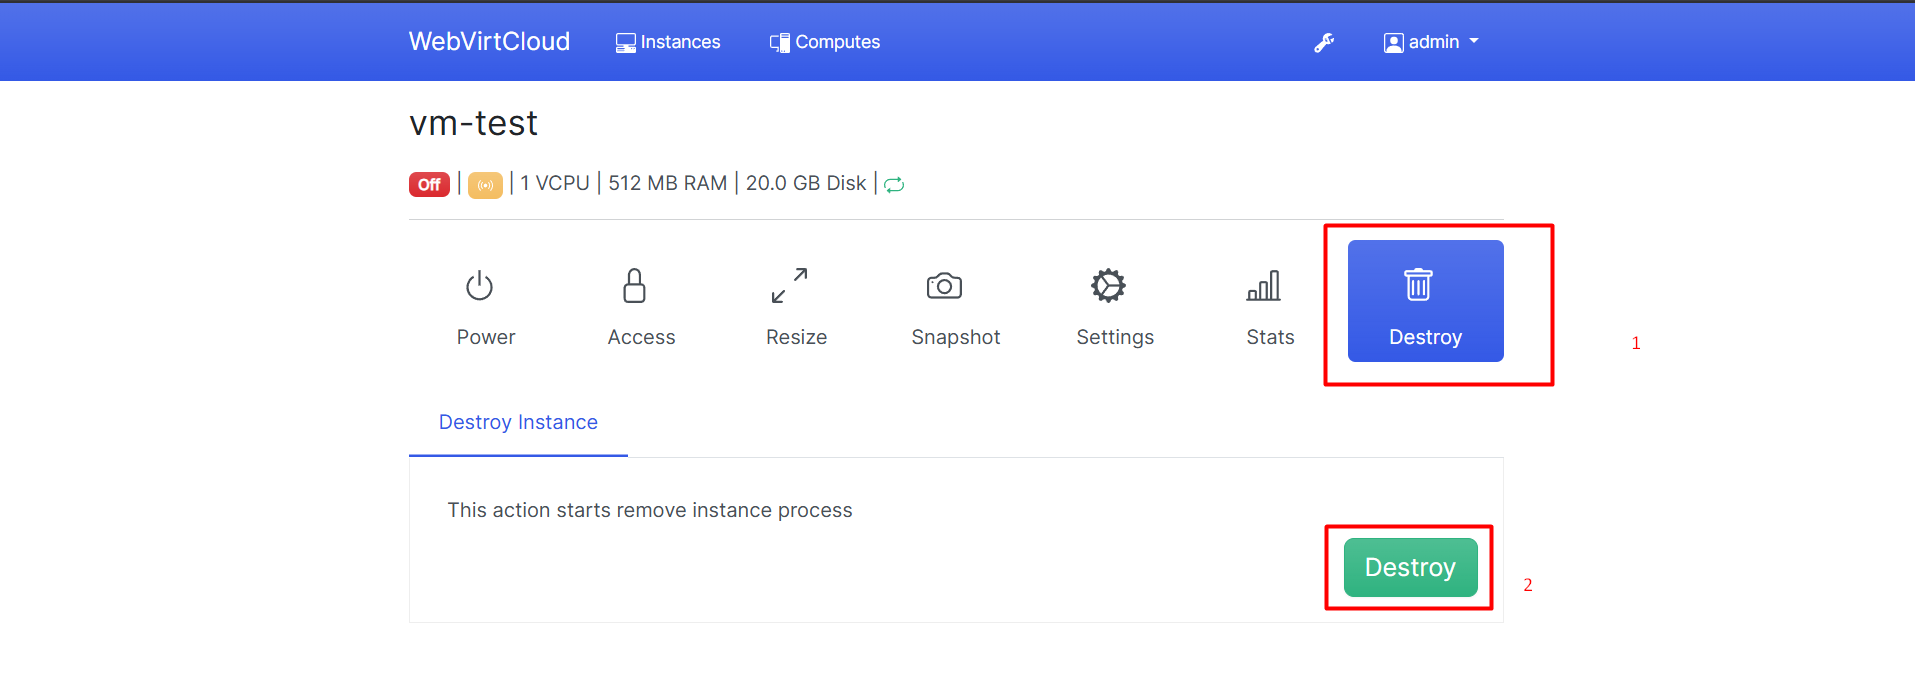 WebVirtCloud Instances Computes admin
vm-test
Off | | 1 VCPU | 512 MB RAM | 20.0 GB Disk |
Power Access Resize Snapshot Settings Stats Destroy
1
Destroy Instance
This action starts remove instance process
Destroy
2